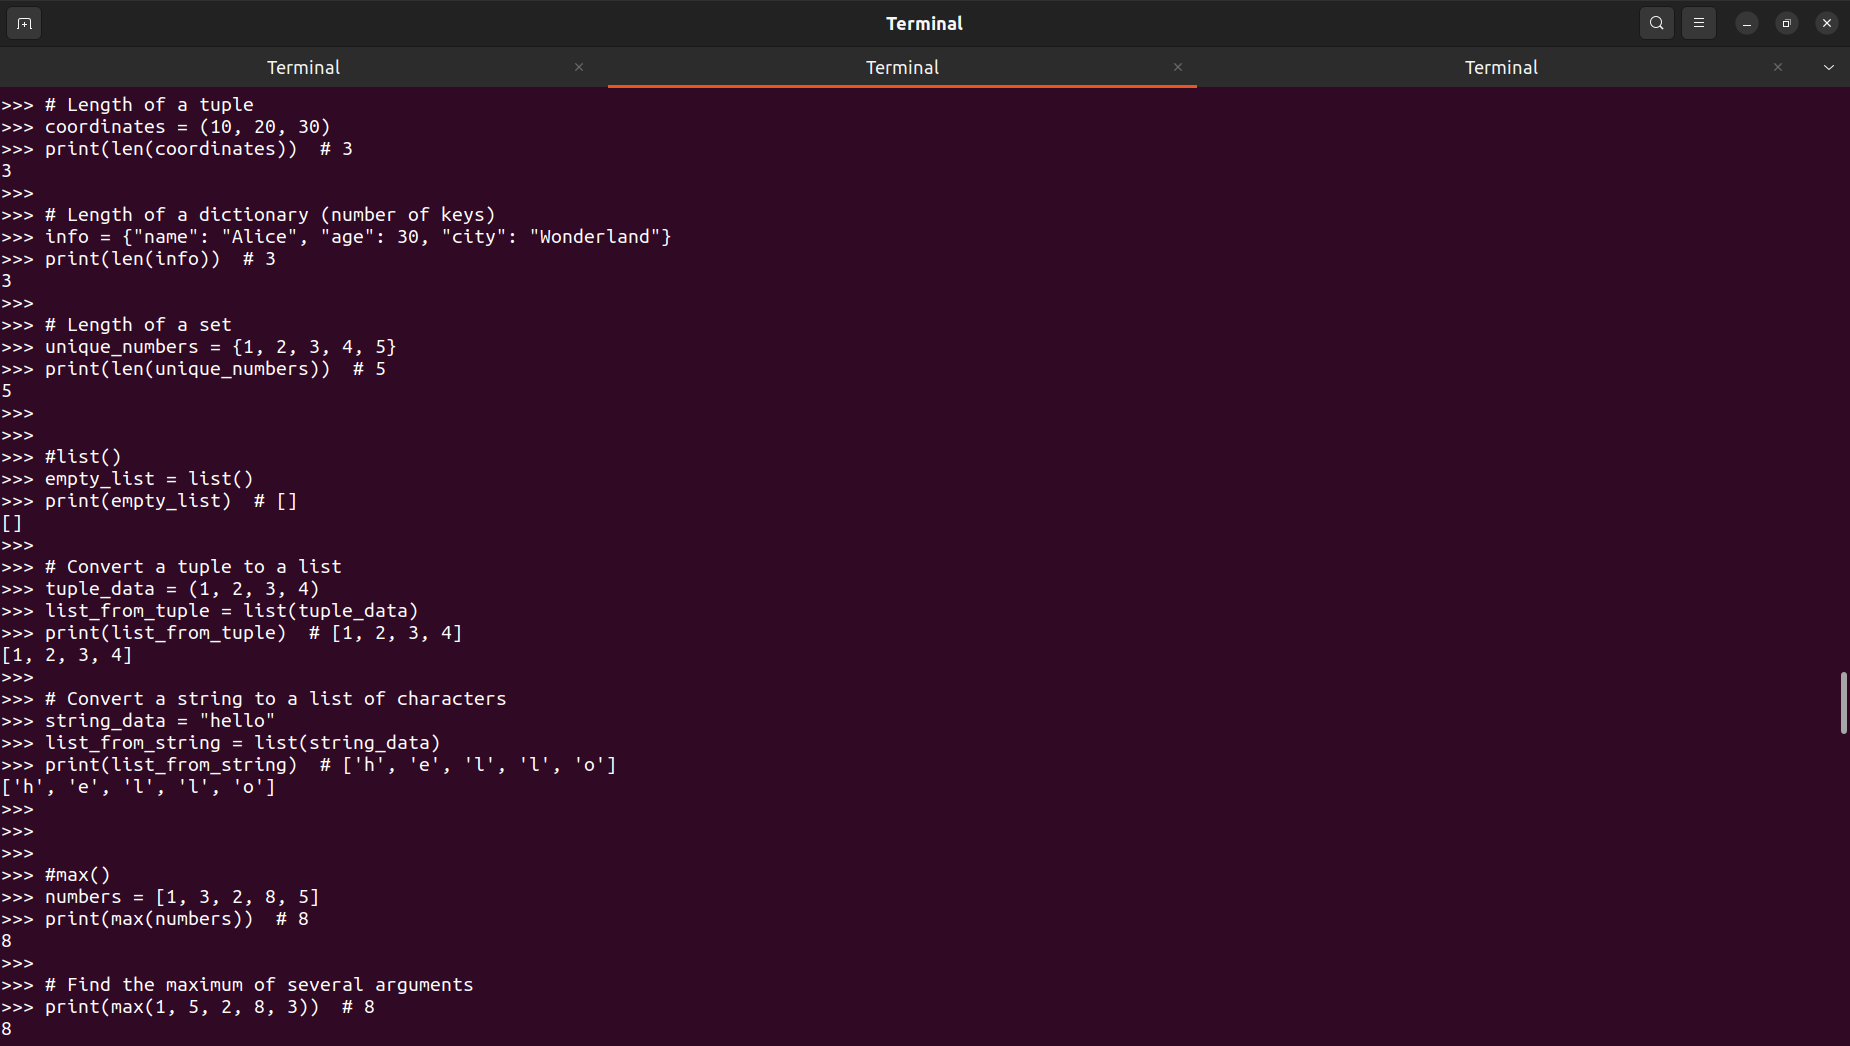 Terminal
Terminal Terminal Terminal
>>> # Length of a tuple
>>> coordinates = (10, 20, 30)
>>> print(len(coordinates))  # 3
3
>>>
>>> # Length of a dictionary (number of keys)
>>> info = {"name": "Alice", "age": 30, "city": "Wonderland"}
>>> print(len(info))  # 3
3
>>>
>>> # Length of a set
>>> unique_numbers = {1, 2, 3, 4, 5}
>>> print(len(unique_numbers))  # 5
5
>>>
>>>
>>> #list()
>>> empty_list = list()
>>> print(empty_list)  # []
[]
>>>
>>> # Convert a tuple to a list
>>> tuple_data = (1, 2, 3, 4)
>>> list_from_tuple = list(tuple_data)
>>> print(list_from_tuple)  # [1, 2, 3, 4]
[1, 2, 3, 4]
>>>
>>> # Convert a string to a list of characters
>>> string_data = "hello"
>>> list_from_string = list(string_data)
>>> print(list_from_string)  # ['h', 'e', 'l', 'l', 'o']
['h', 'e', 'l', 'l', 'o']
>>>
>>>
>>>
>>> #max()
>>> numbers = [1, 3, 2, 8, 5]
>>> print(max(numbers))  # 8
8
>>>
>>> # Find the maximum of several arguments
>>> print(max(1, 5, 2, 8, 3))  # 8
8